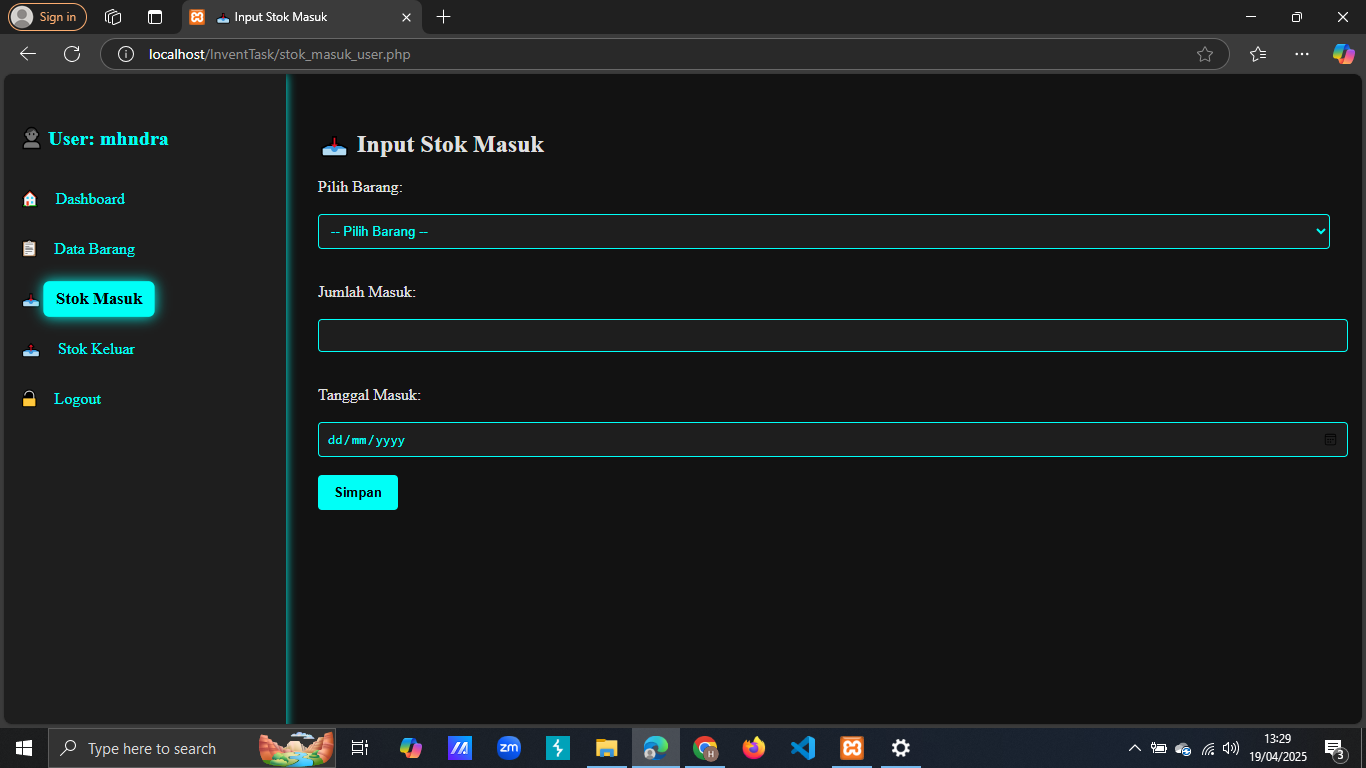 Sign in
Input Stok Masuk
localhost/InventTask/stok_masuk_user.php
User: mhndra
Dashboard
Data Barang
Stok Masuk
Stok Keluar
Logout
Input Stok Masuk
Pilih Barang:
-- Pilih Barang --
Jumlah Masuk:
Tanggal Masuk:
dd/mm/yyyy
Simpan
Type here to search
zm
H
13:29
19/04/2025
3